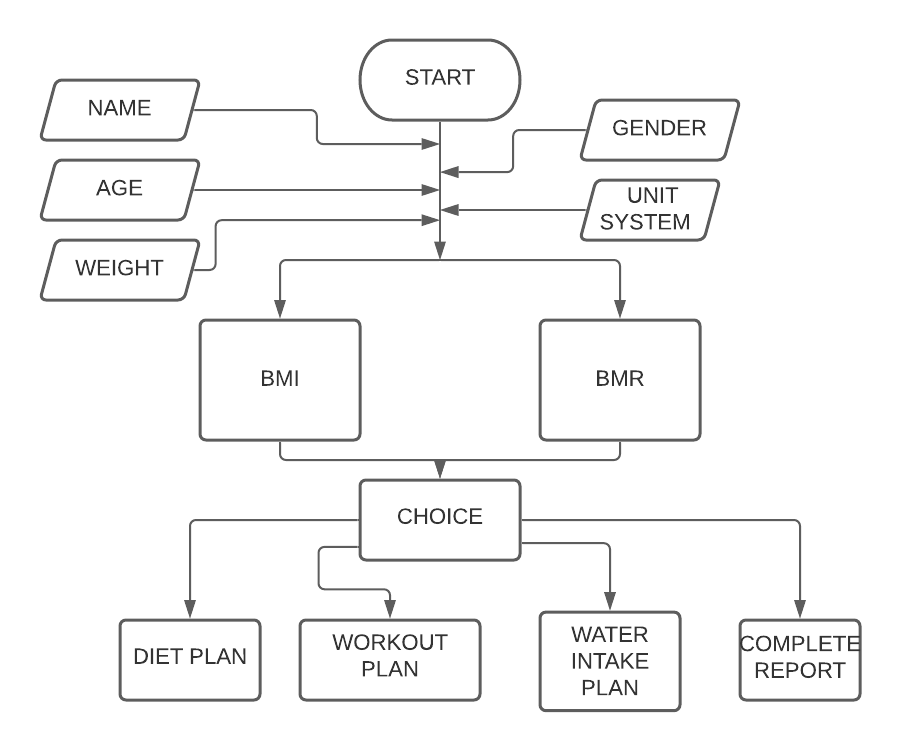 START
NAME
GENDER
AGE
UNIT
SYSTEM
WEIGHT
BMI
BMR
CHOICE
DIET PLAN
WORKOUT
PLAN
WATER
INTAKE
PLAN
COMPLETE
REPORT